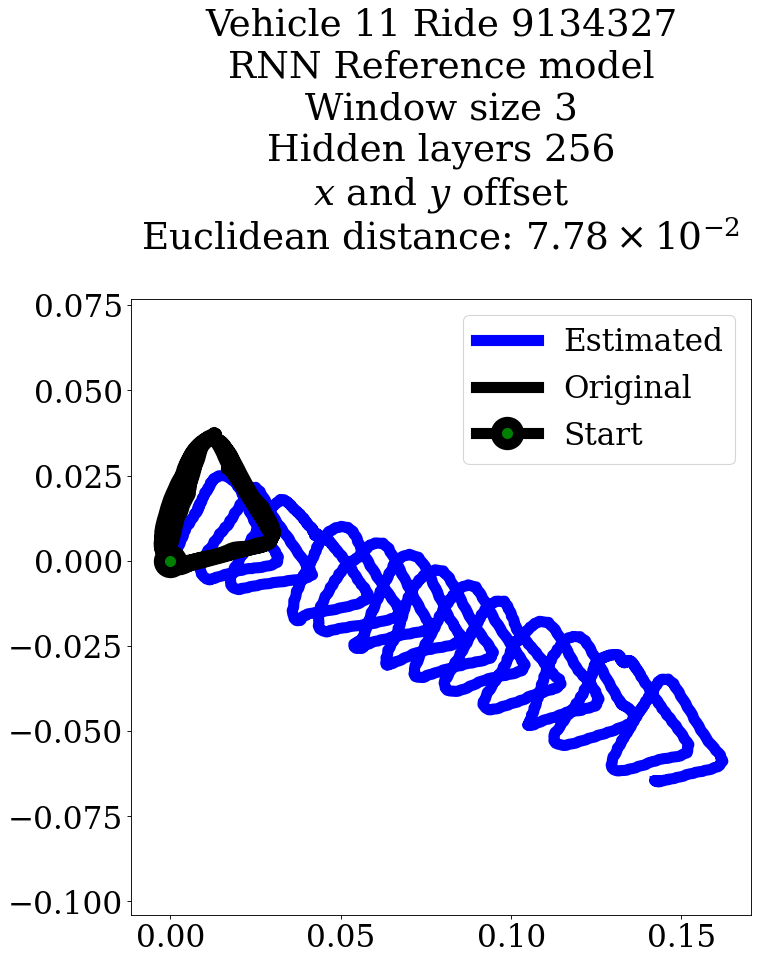 Vehicle 11 Ride 9134327
RNN Reference model
Window size 3
Hidden layers 256
x and y offset
Euclidean distance: 7.78 × 10⁻²
0.075
0.050
0.025
0.000
−0.025
−0.050
−0.075
−0.100
Estimated
Original
Start
0.00 0.05 0.10 0.15